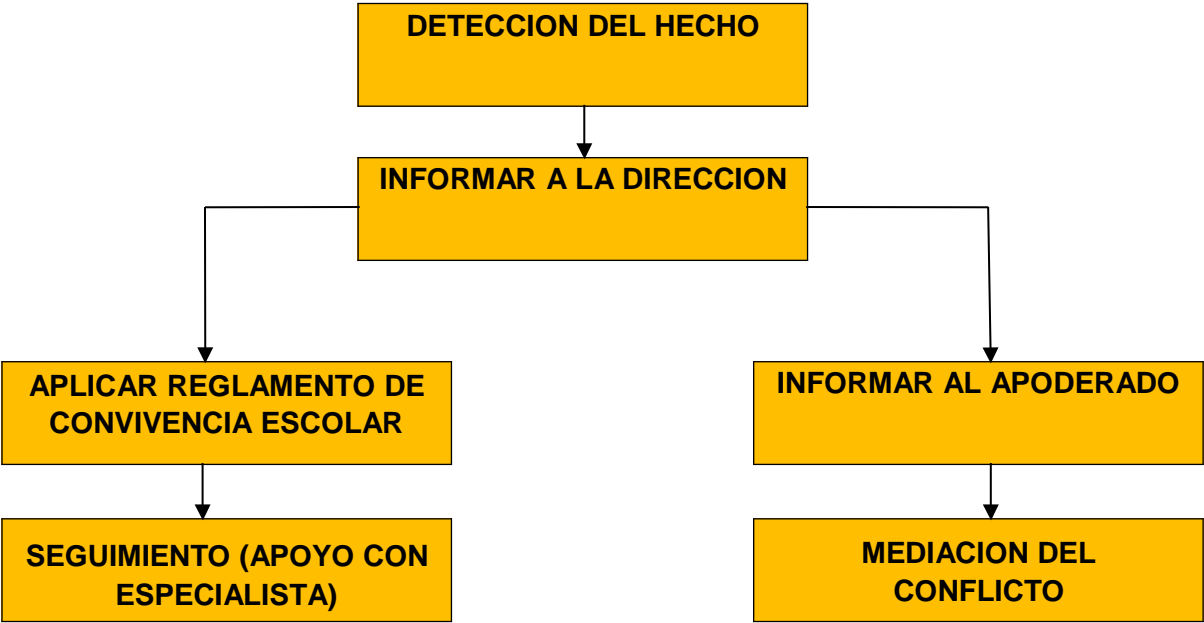 DETECCION DEL HECHO
INFORMAR A LA DIRECCION
APLICAR REGLAMENTO DE
CONVIVENCIA ESCOLAR
INFORMAR AL APODERADO
SEGUIMIENTO (APOYO CON
ESPECIALISTA)
MEDIACION DEL
CONFLICTO